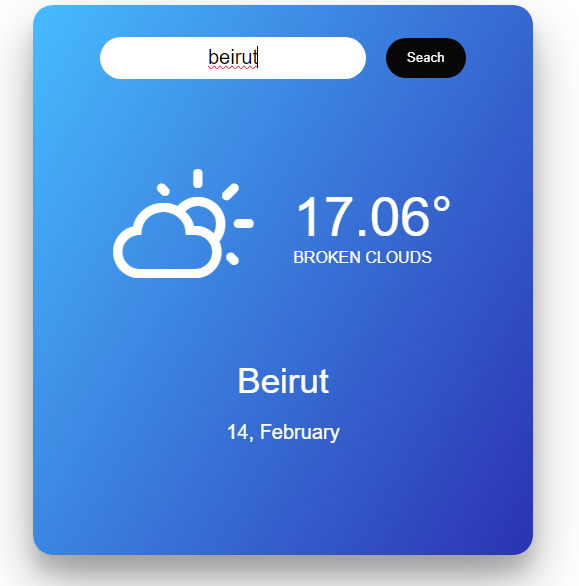 beirut
Seach
17.06°
BROKEN CLOUDS
Beirut
14, February